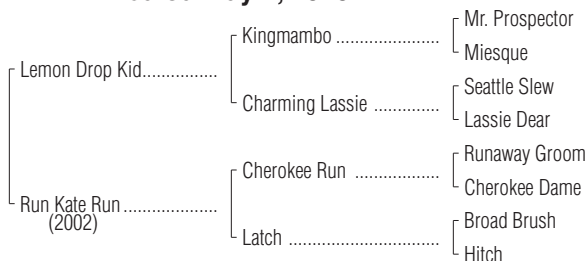 Kingmambo ..................
Mr. Prospector
Miesque
Lemon Drop Kid...............
Charming Lassie ..............
Seattle Slew
Lassie Dear
Cherokee Run ..................
Runaway Groom
Cherokee Dame
Run Kate Run ....................
(2002)
Latch ...............................
Broad Brush
Hitch